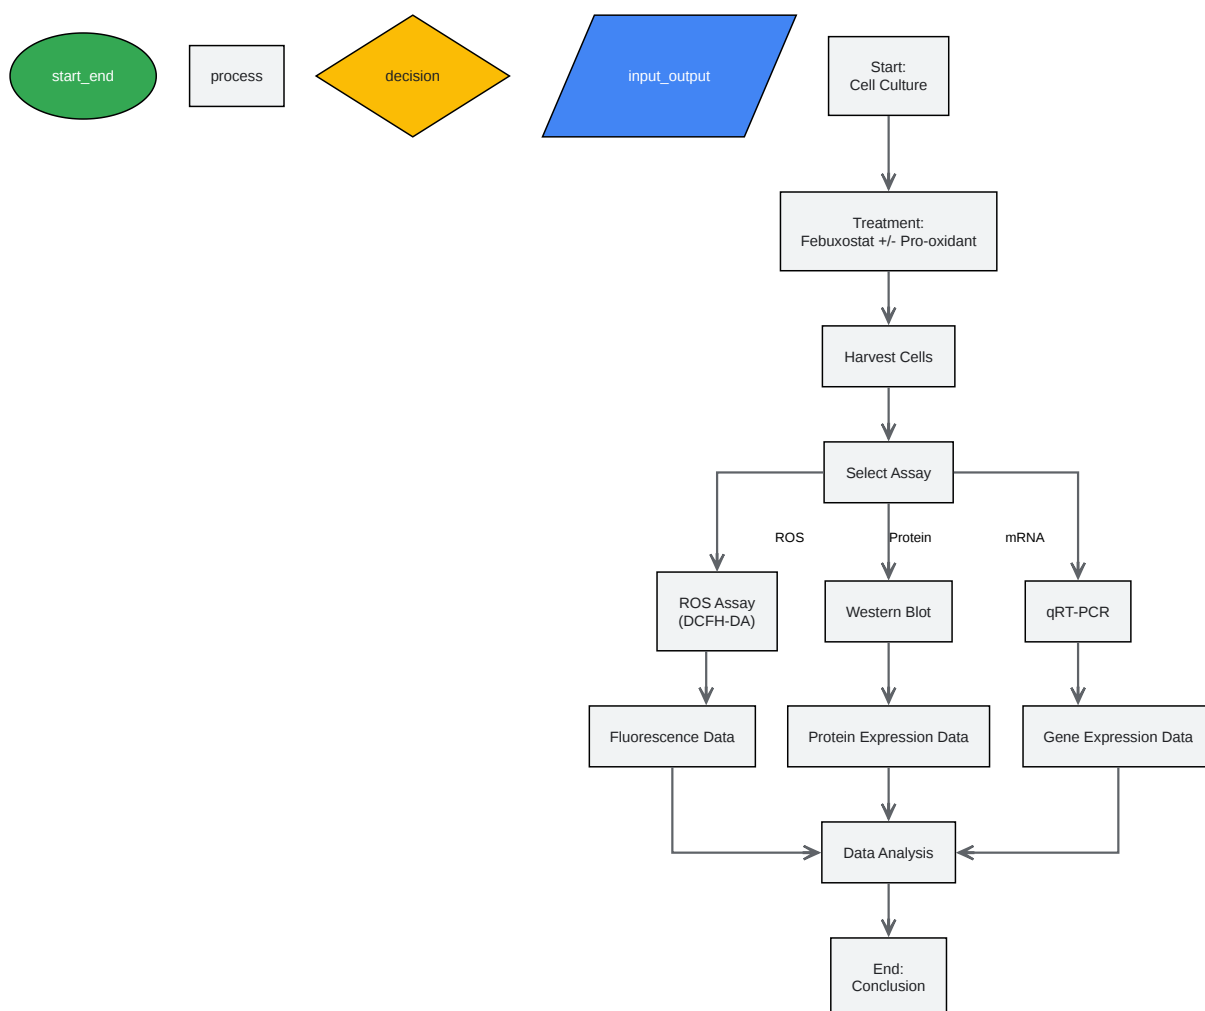 start_end
process
decision
input_output
Start:
Cell Culture
Treatment:
Febuxostat +/- Pro-oxidant
Harvest Cells
Select Assay
ROS
Protein
mRNA
ROS Assay
(DCFH-DA)
Western Blot
qRT-PCR
Fluorescence Data
Protein Expression Data
Gene Expression Data
Data Analysis
End:
Conclusion